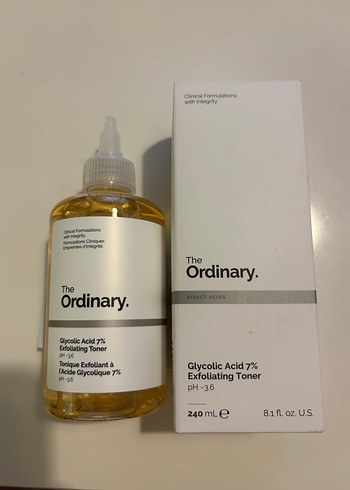 Clinical Formulations
with Integrity.
Formulations Cliniques
Empreintes d'Intégrité.
The
Ordinary.
Glycolic Acid 7%
Exfoliating Toner
pH ~3.6
Tonique Exfoliant à
l'Acide Glycolique 7%
pH ~3.6
Clinical Formulations
with Integrity.
The
Ordinary.
DIRECT ACIDS
Glycolic Acid 7%
Exfoliating Toner
pH ~3.6
240 mL ℮ 8.1 fl. oz. U.S.